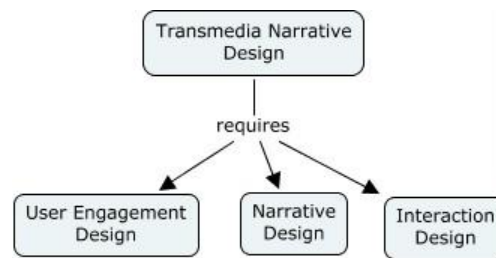 Transmedia Narrative
Design
requires
User Engagement
Design
Narrative
Design
Interaction
Design